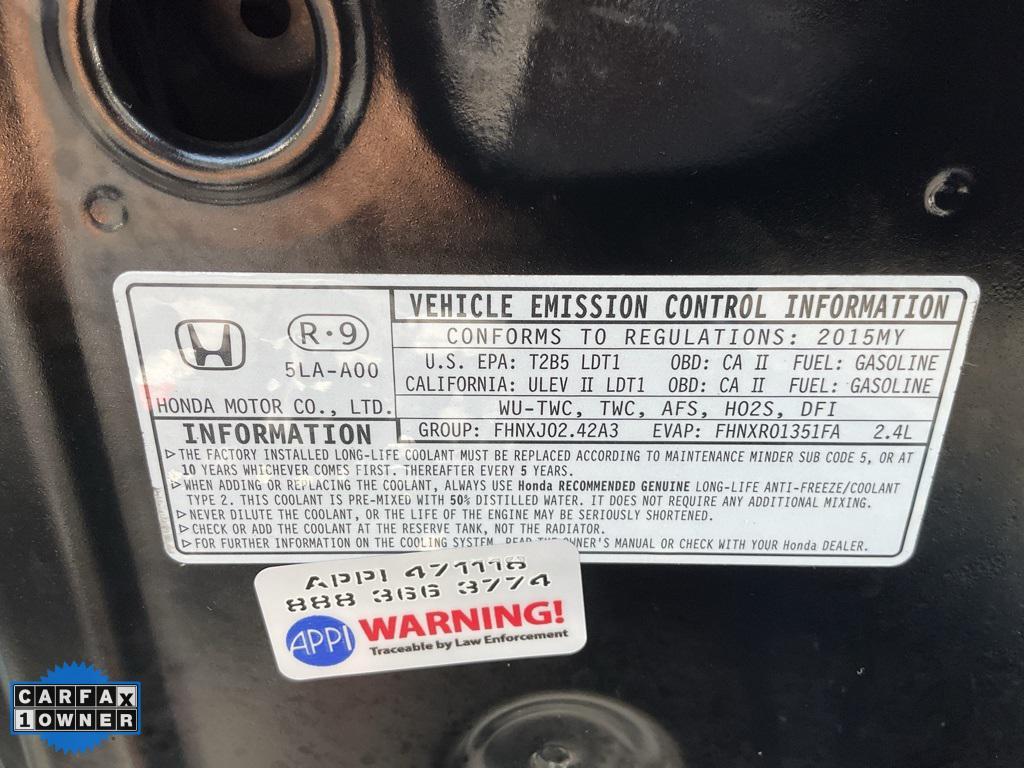 R·9
5LA-A00
HONDA MOTOR CO., LTD.
VEHICLE EMISSION CONTROL INFORMATION
CONFORMS TO REGULATIONS: 2015MY
U.S. EPA: T2B5 LDT1 OBD: CA II FUEL: GASOLINE
CALIFORNIA: ULEV II LDT1 OBD: CA II FUEL: GASOLINE
WU-TWC, TWC, AFS, HO2S, DFI
GROUP: FHNXJ02.42A3 EVAP: FHNXR01351FA 2.4L
INFORMATION
▷THE FACTORY INSTALLED LONG-LIFE COOLANT MUST BE REPLACED ACCORDING TO MAINTENANCE MINDER SUB CODE 5, OR AT
10 YEARS WHICHEVER COMES FIRST. THEREAFTER EVERY 5 YEARS.
▷WHEN ADDING OR REPLACING THE COOLANT, ALWAYS USE Honda RECOMMENDED GENUINE LONG-LIFE ANTI-FREEZE/COOLANT
TYPE 2. THIS COOLANT IS PRE-MIXED WITH 50% DISTILLED WATER. IT DOES NOT REQUIRE ANY ADDITIONAL MIXING.
▷NEVER DILUTE THE COOLANT, OR THE LIFE OF THE ENGINE MAY BE SERIOUSLY SHORTENED.
▷CHECK OR ADD THE COOLANT AT THE RESERVE TANK, NOT THE RADIATOR.
▷FOR FURTHER INFORMATION ON THE COOLING SYSTEM, READ THE OWNER'S MANUAL OR CHECK WITH YOUR Honda DEALER.
APPI 471118
888 366 3774
APPI WARNING!
Traceable by Law Enforcement
CARFAX
1 OWNER